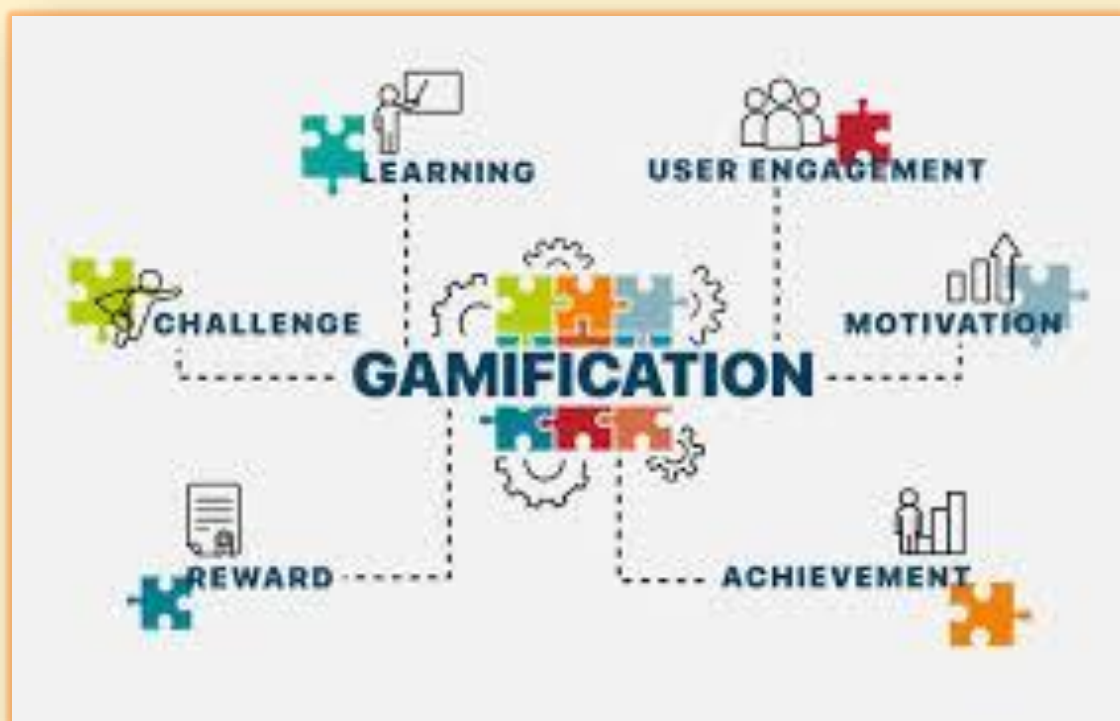 LEARNING
USER ENGAGEMENT
CHALLENGE
MOTIVATION
GAMIFICATION
REWARD
ACHIEVEMENT